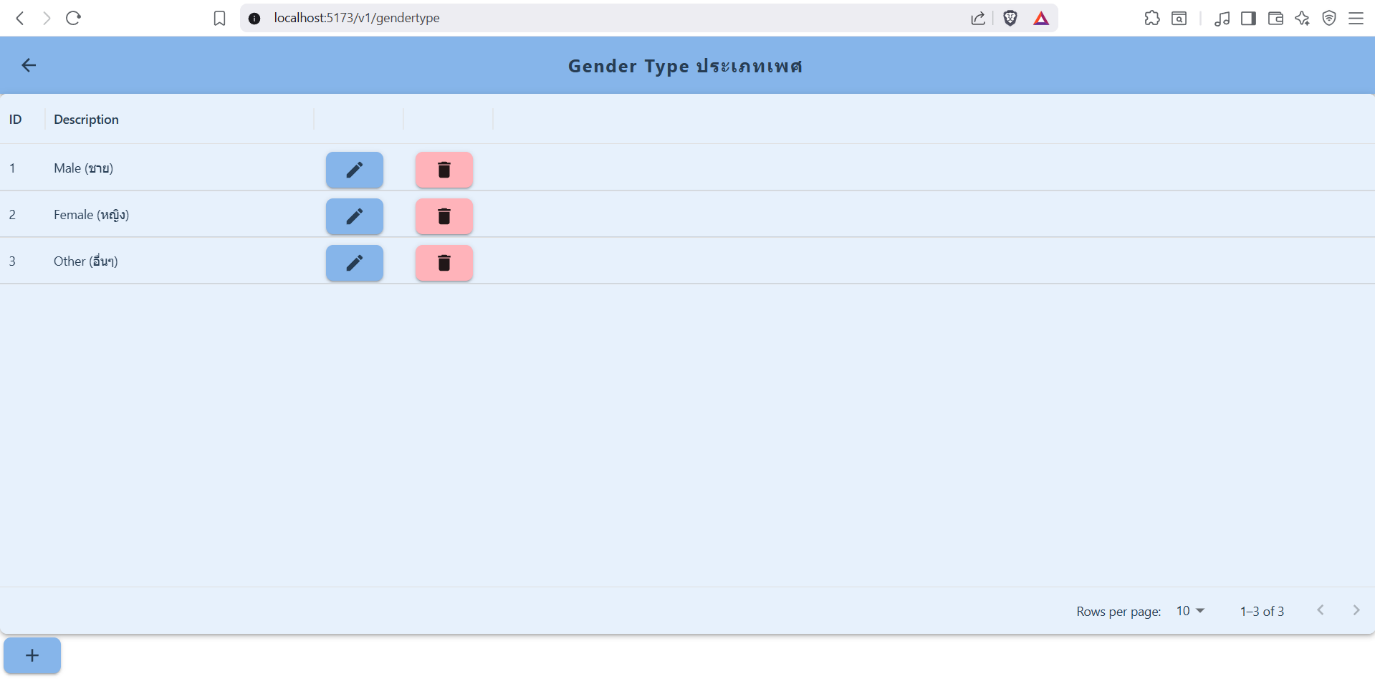 localhost:5173/v1/gendertype
Gender Type ประเภทเพศ
ID Description
1 Male (ชาย)
2 Female (หญิง)
3 Other (อื่นๆ)
Rows per page: 10 1–3 of 3